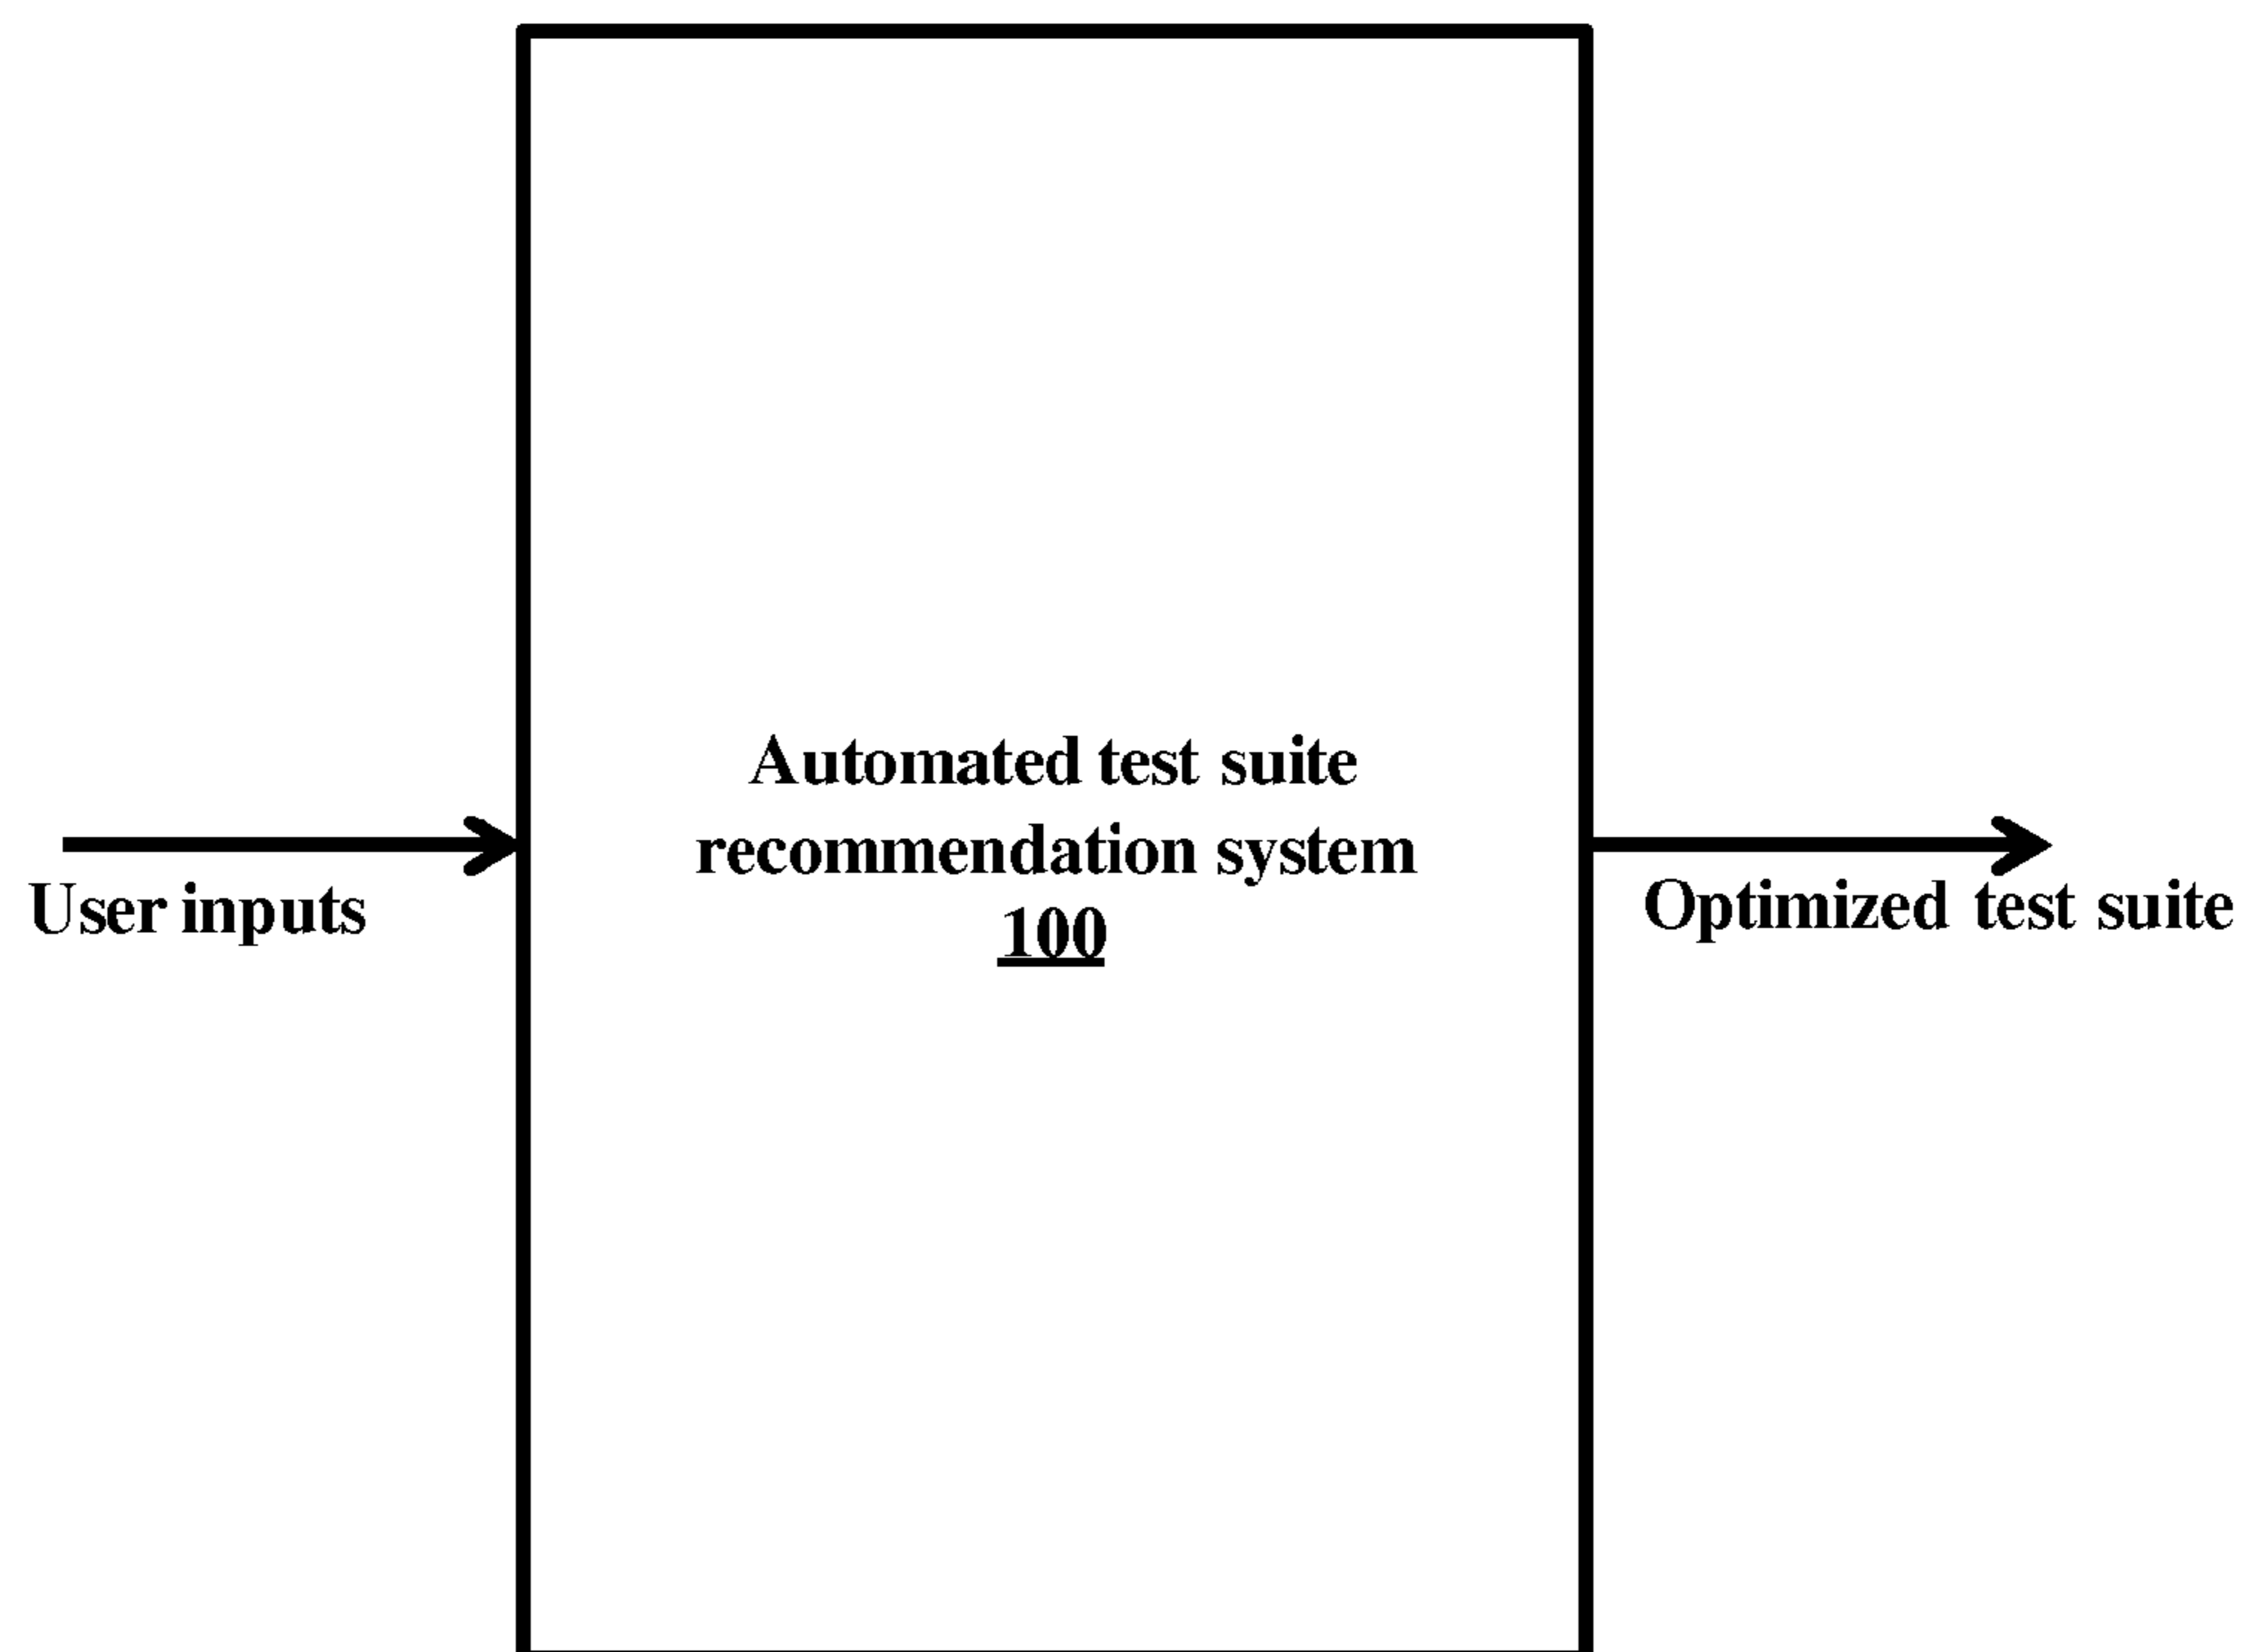 Automated test suite
recommendation system
100
User inputs
Optimized test suite